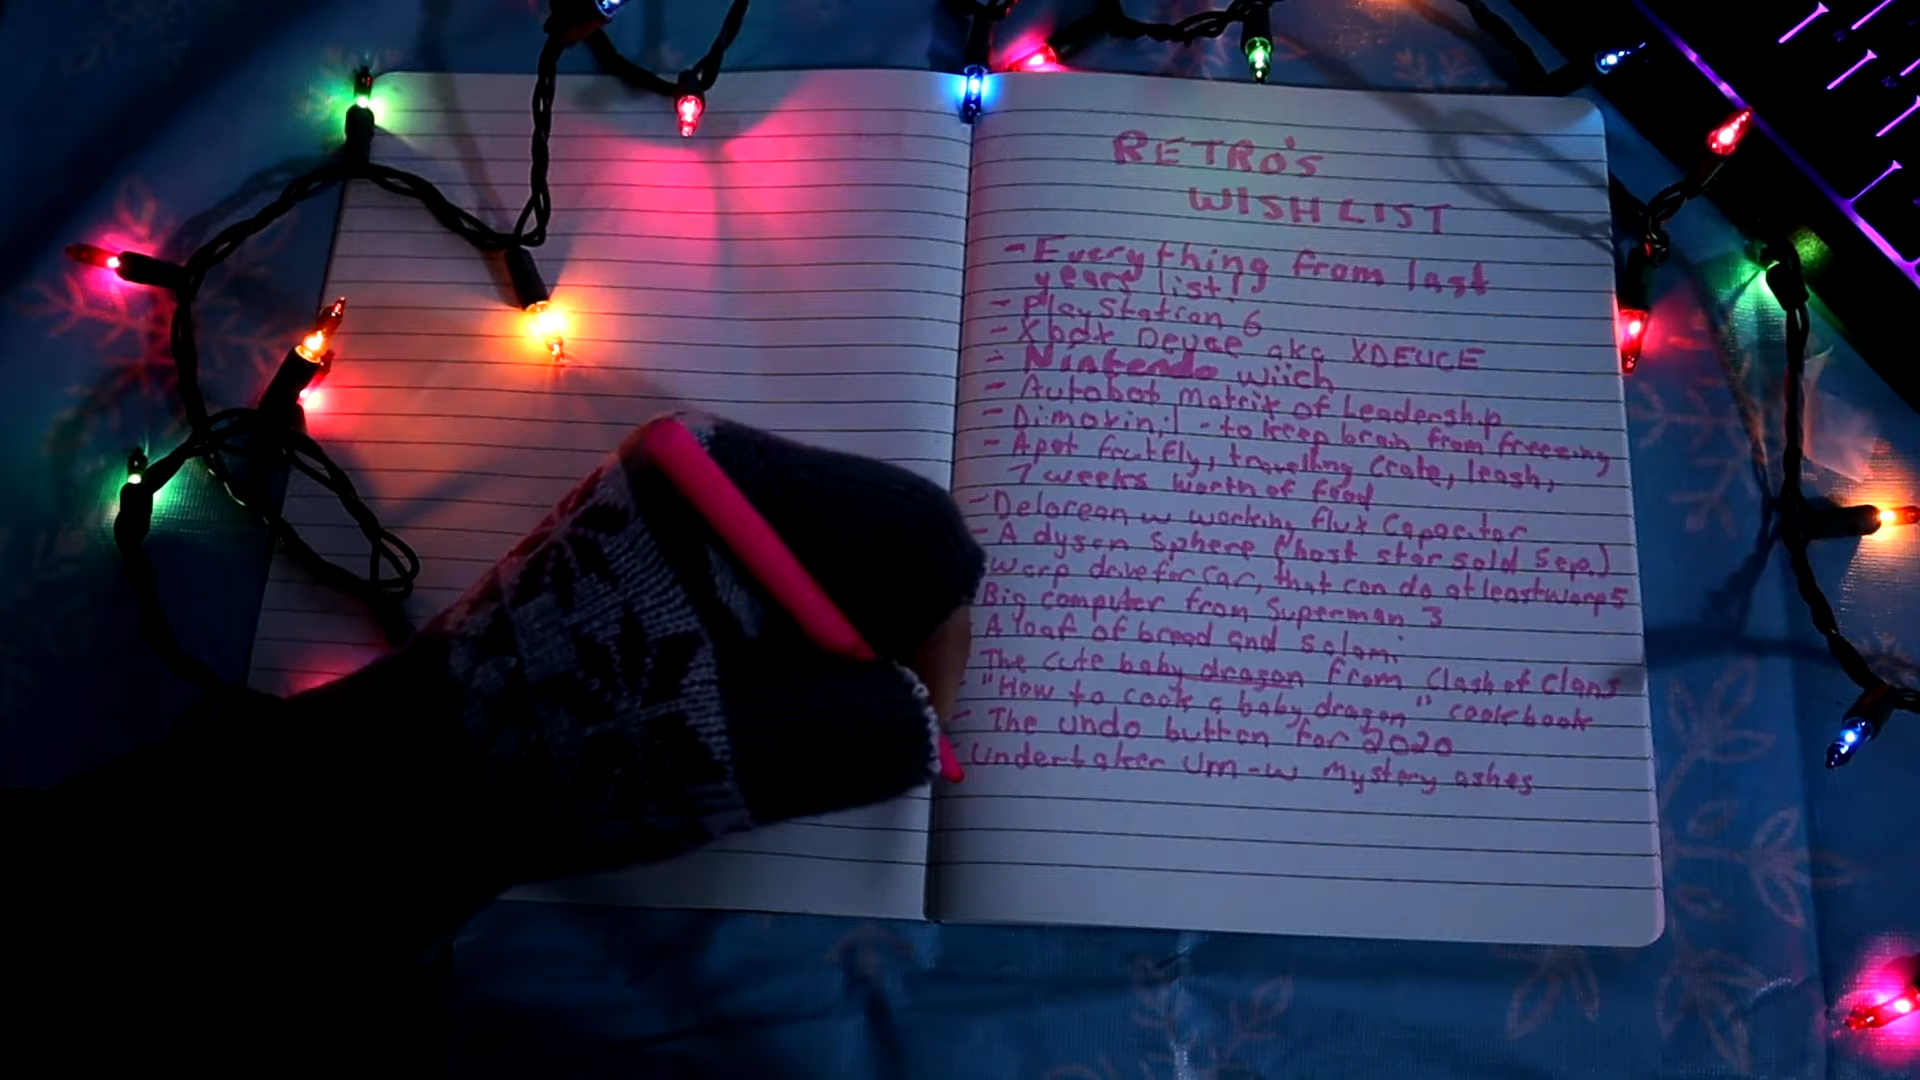 RETRO'S
WISH LIST
- Everything from last
years list!
- PlayStation 6
- Xbox Deuce aka XDEUCE
- Nintendo wiich
- Autobot Matrix of Leadership
- Dimoxinil - to keep brain from freezing
- A pet fruitfly, travelling crate, leash,
7 weeks worth of food
- Delorean w working flux capacitor
- A dyson sphere (host star sold sep.)
warp drive for car, that can do at least warp 5
Big computer from Superman 3
A loaf of bread and salami
The cute baby dragon from Clash of Clans
"How to cook a baby dragon" cookbook
- The undo button for 2020
- Undertaker Urn - w mystery ashes